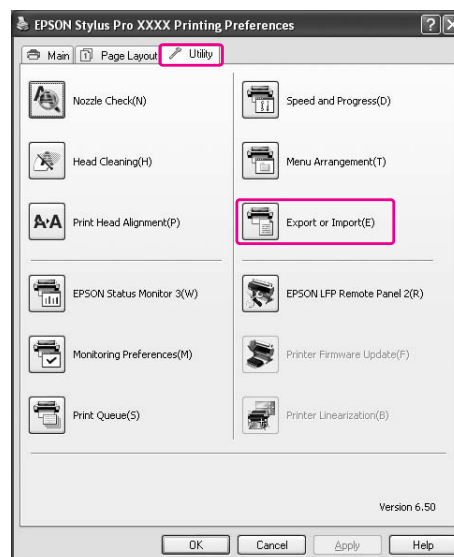 EPSON Stylus Pro XXXX Printing Preferences
Main
Page Layout
Utility
Nozzle Check(N)
Speed and Progress(D)
Head Cleaning(H)
Menu Arrangement(T)
Print Head Alignment(P)
Export or Import(E)
EPSON Status Monitor 3(W)
EPSON LFP Remote Panel 2(R)
Monitoring Preferences(M)
Printer Firmware Update(F)
Print Queue(S)
Printer Linearization(B)
Version 6.50
OK
Cancel
Apply
Help